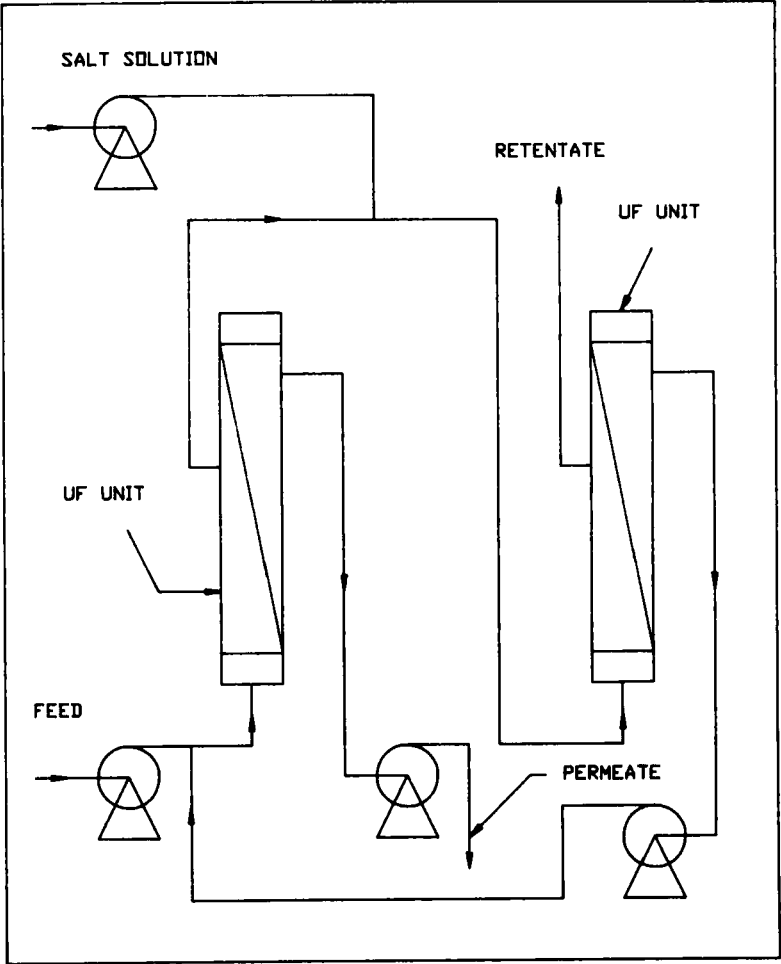 SALT SOLUTION
RETENTATE
UF UNIT
UF UNIT
FEED
PERMEATE